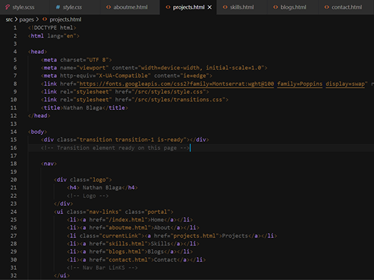 style.scss
style.css
aboutme.html
projects.html
skills.html
blogs.html
contact.html
src > pages > projects.html > ...
1 <!DOCTYPE html>
2 <html lang="en">
3
4 <head>
5 <meta charset="UTF 8">
6 <meta name="viewport" content="width=device-width, initial-scale=1.0">
7 <meta http-equiv="X-UA-Compatible" content="ie=edge">
8 <link href="https://fonts.googleapis.com/css2?family=Montserrat:wght@100 family=Poppins display=swap"
9 <link rel="stylesheet" href="/src/styles/style.css">
10 <link rel="stylesheet" href="/src/styles/transitions.css">
11 <title>Nathan Blaga</title>
12 </head>
13
14 <body>
15 <div class="transition transition-1 is-ready"></div>
16 <!-- Transition element ready on this page -->
17
18 <nav>
19
20 <div class="logo">
21 <h4> Nathan Blaga</h4>
22 <!-- Logo -->
23 </div>
24 <ul class="nav-links" class="portal">
25 <li><a href="/index.html">Home</a></li>
26 <li><a href="aboutme.html">About</a></li>
27 <li class="currentLink"><a href="projects.html">Projects</a></li>
28 <li><a href="skills.html">Skills</a></li>
29 <li><a href="blogs.html">Blogs</a></li>
30 <li><a href="contact.html">Contact</a></li>
31 <!-- Nav Bar Links -->
32 </ul>